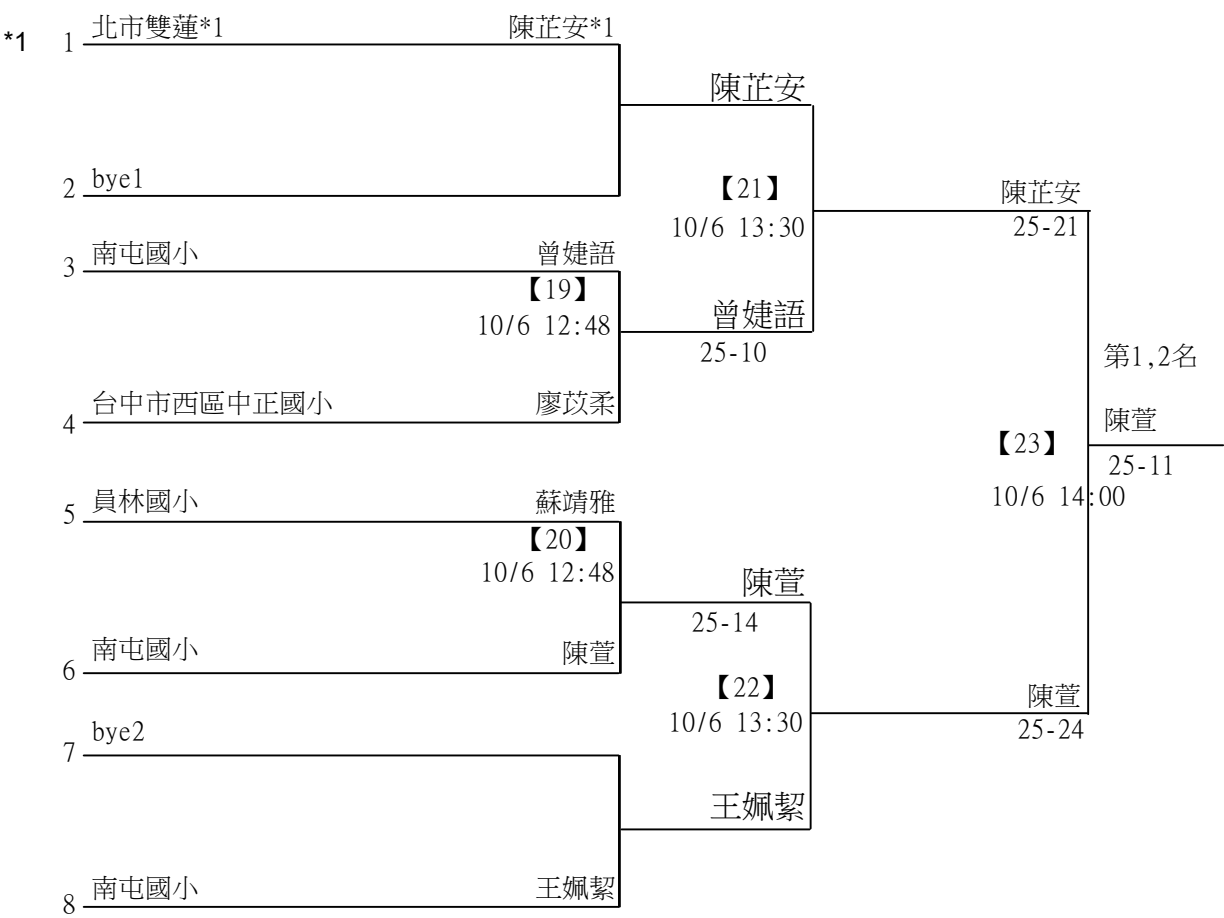 *1 1 北市雙蓮*1 陳芷安*1
陳芷安
2 bye1
【21】
10/6 13:30
陳芷安
25-21
3 南屯國小 曾婕語
【19】
10/6 12:48
曾婕語
25-10
第1,2名
4 台中市西區中正國小 廖苡柔
陳萱
【23】
25-11
10/6 14:00
5 員林國小 蘇靖雅
【20】
10/6 12:48
陳萱
25-14
6 南屯國小 陳萱
【22】
10/6 13:30
陳萱
25-24
7 bye2
王姵絜
8 南屯國小 王姵絜